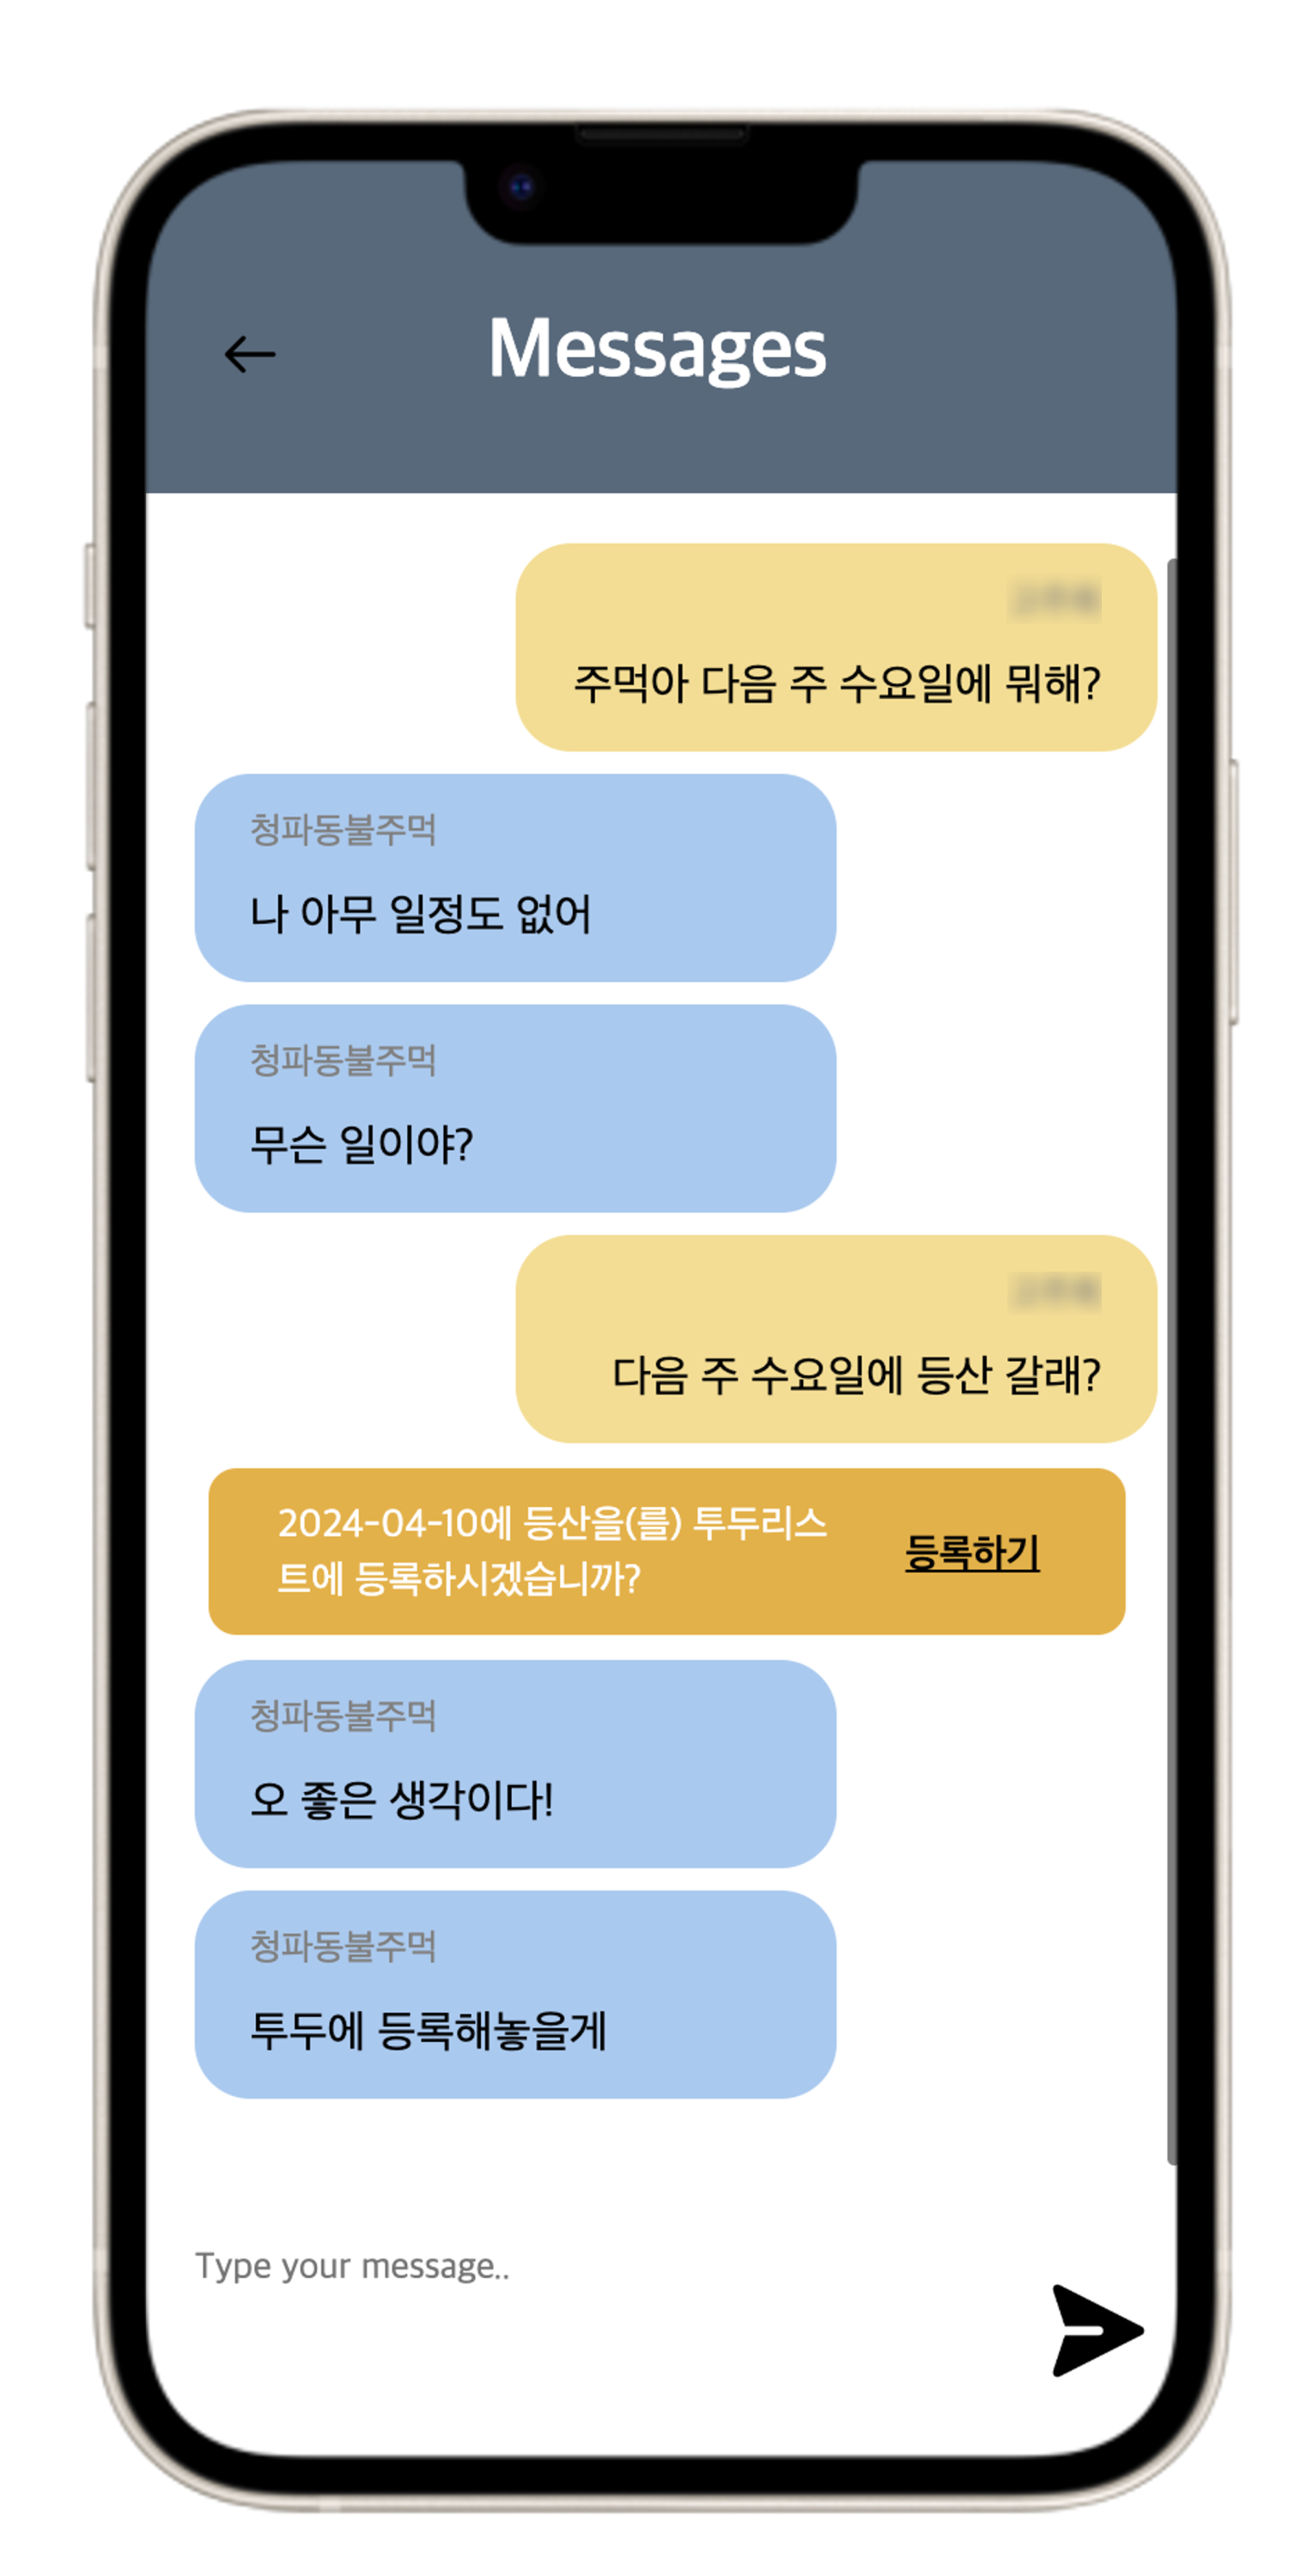 Messages
주먹아 다음 주 수요일에 뭐해?
청파동불주먹
나 아무 일정도 없어
청파동불주먹
무슨 일이야?
다음 주 수요일에 등산 갈래?
2024-04-10에 등산을(를) 투두리스
트에 등록하시겠습니까?
등록하기
청파동불주먹
오 좋은 생각이다!
청파동불주먹
투두에 등록해놓을게
Type your message..